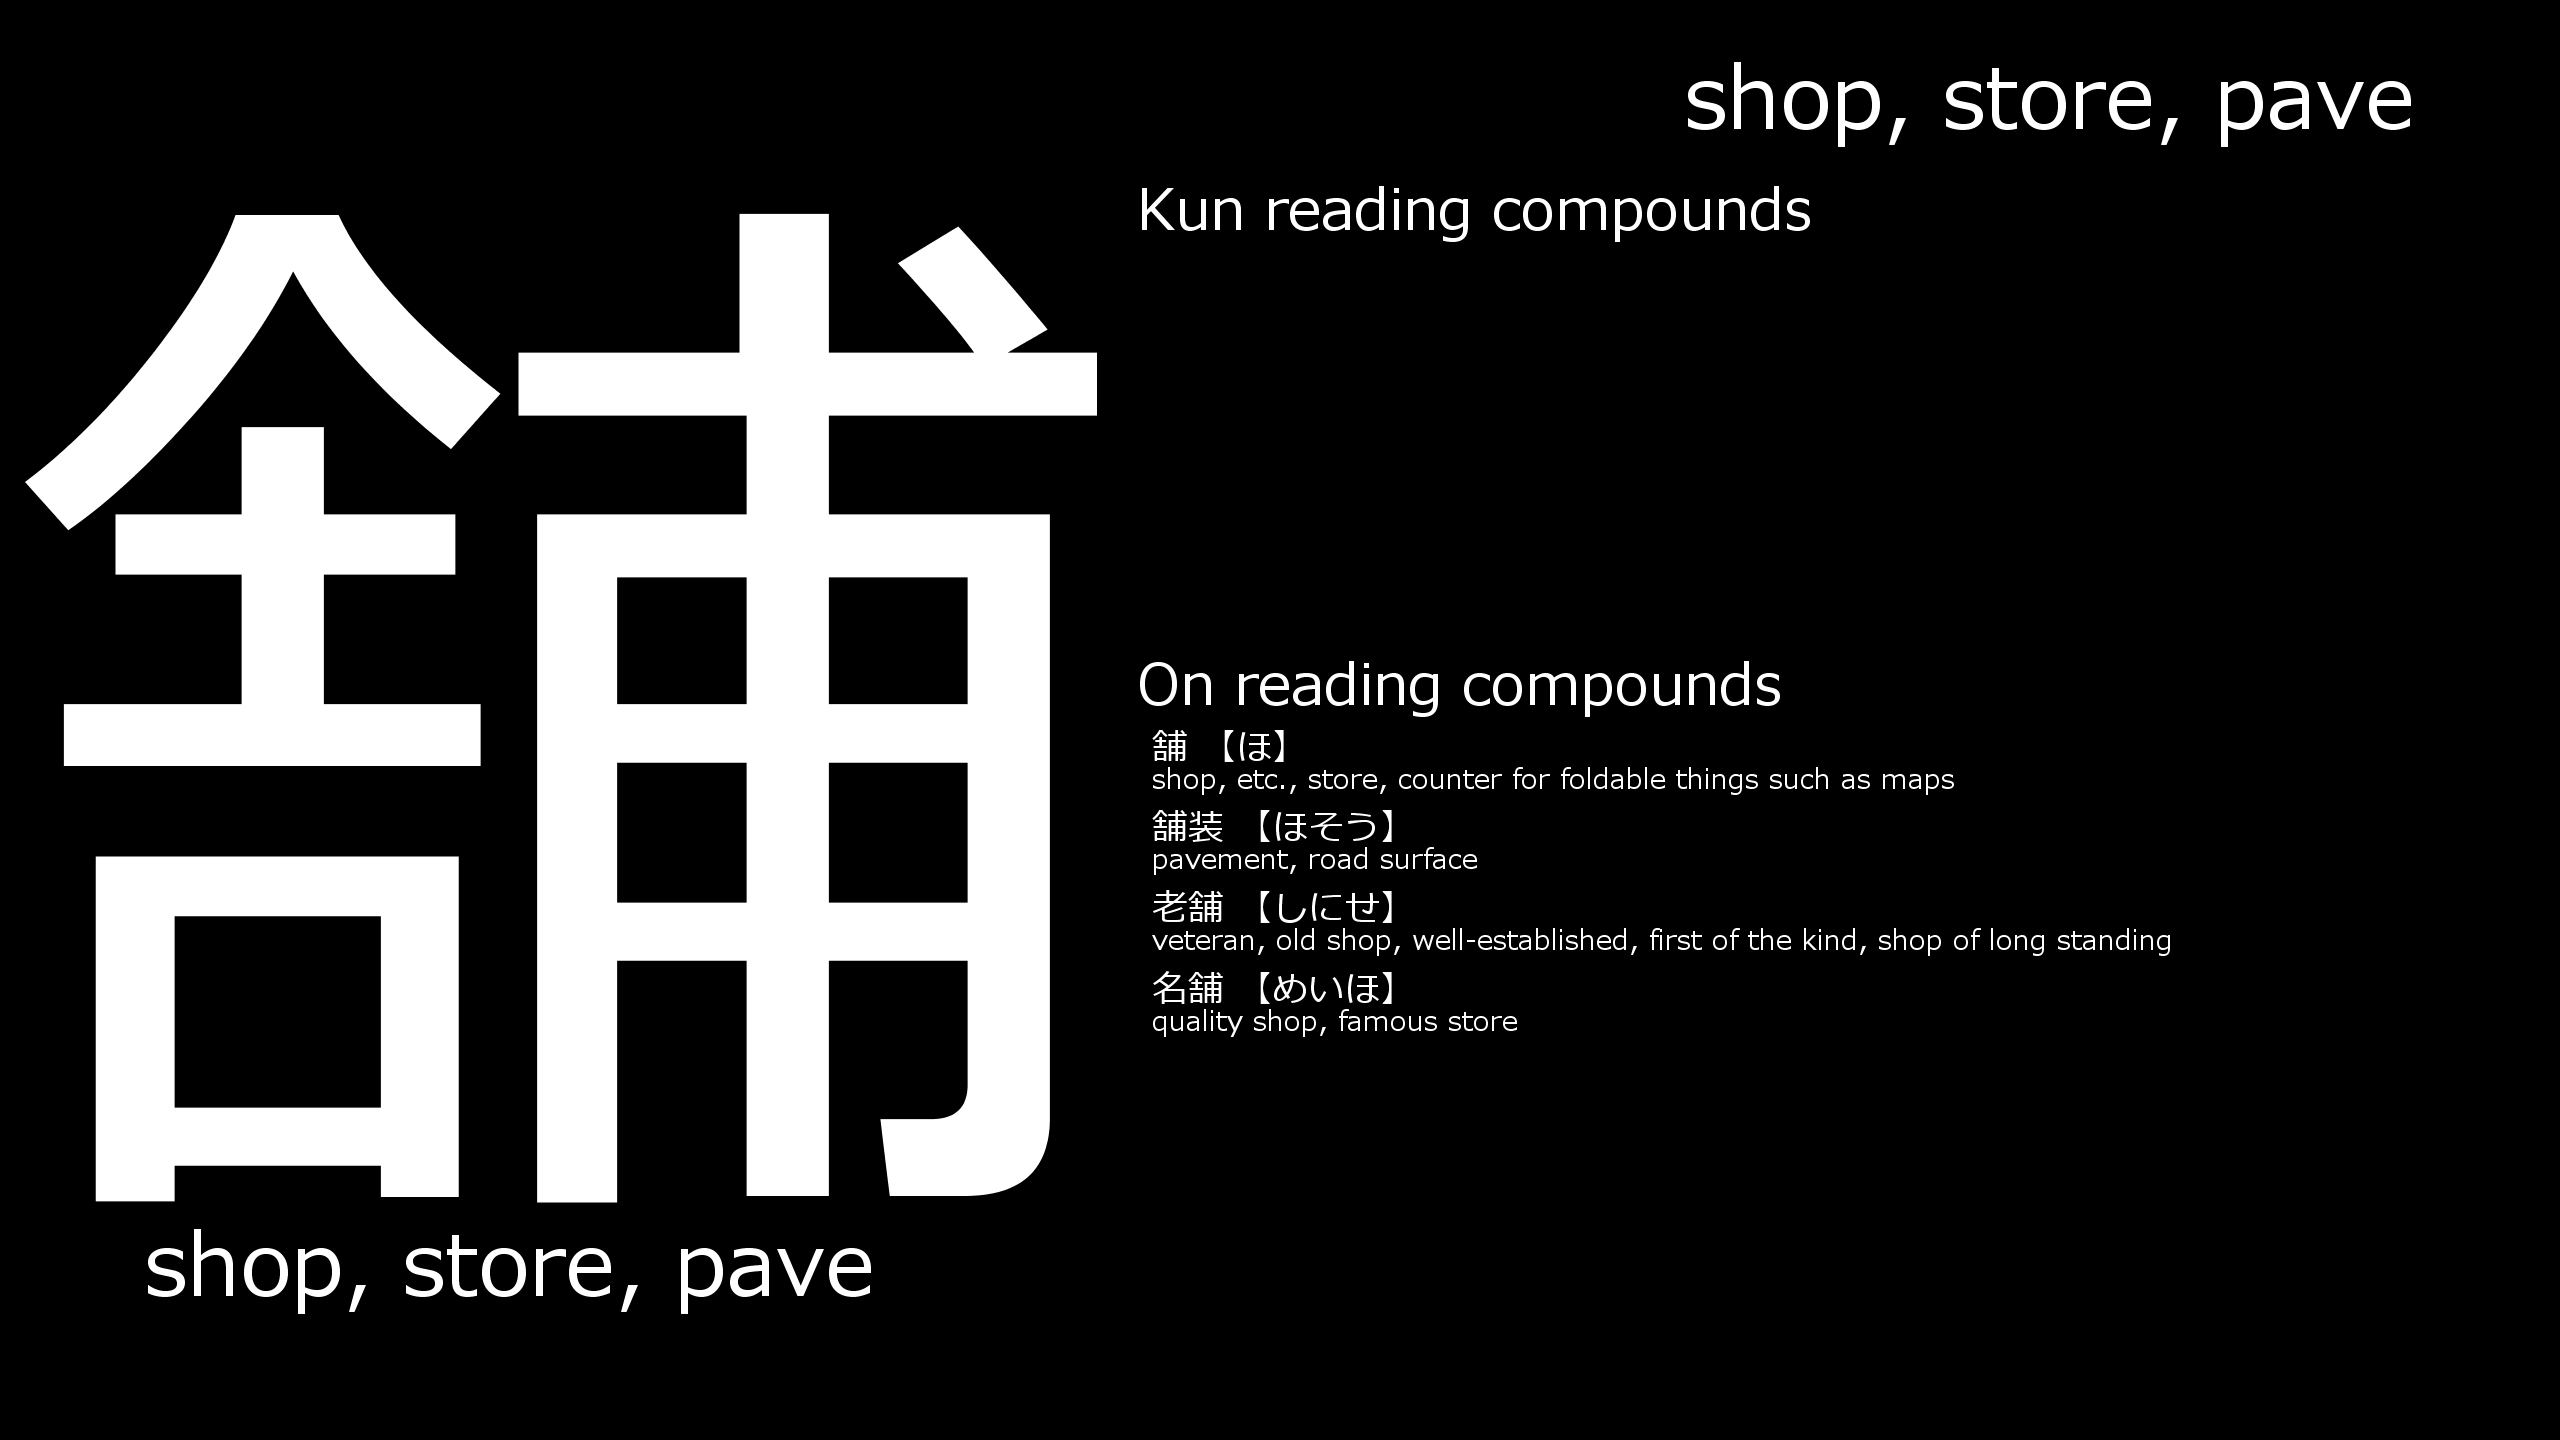 舗
shop, store, pave
shop, store, pave
Kun reading compounds
On reading compounds
舗 【ほ】
shop, etc., store, counter for foldable things such as maps
舗装 【ほそう】
pavement, road surface
老舗 【しにせ】
veteran, old shop, well-established, first of the kind, shop of long standing
名舗 【めいほ】
quality shop, famous store